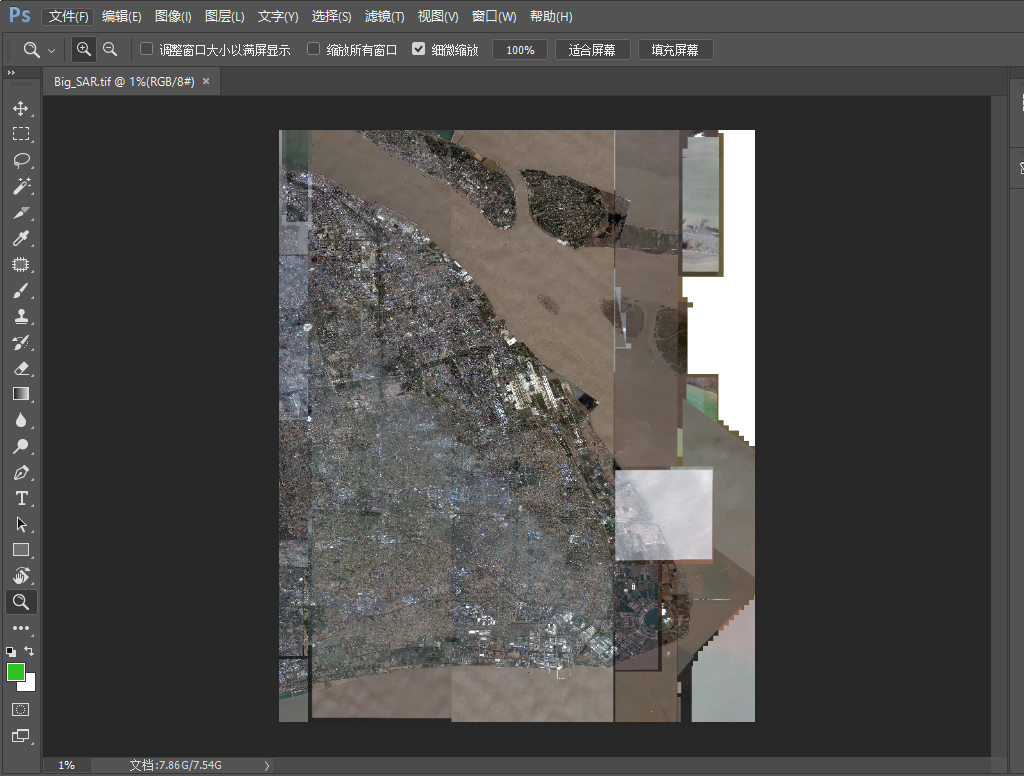 Ps 文件(F) 编辑(E) 图像(I) 图层(L) 文字(Y) 选择(S) 滤镜(T) 视图(V) 窗口(W) 帮助(H)
调整窗口大小以满屏显示 缩放所有窗口 细微缩放 100% 适合屏幕 填充屏幕
Big_SAR.tif @ 1%(RGB/8#) ×
1% 文档:7.86G/7.54G